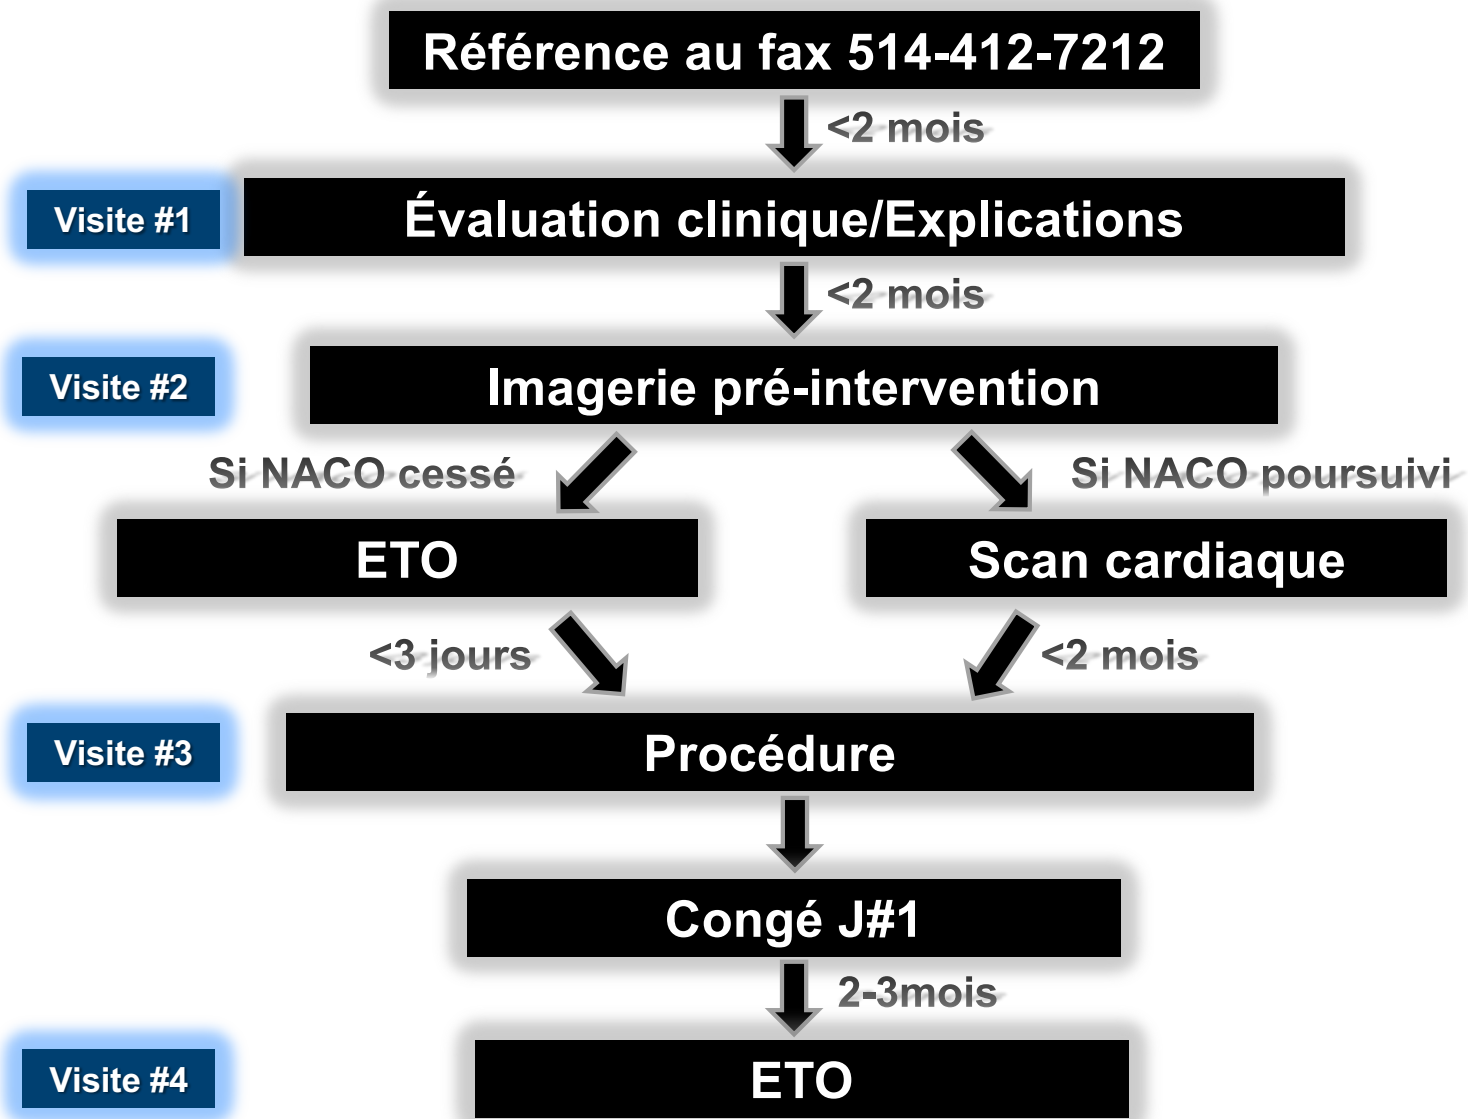 Référence au fax 514-412-7212
<2 mois
Visite #1
Évaluation clinique/Explications
<2 mois
Visite #2
Imagerie pré-intervention
Si NACO cessé
Si NACO poursuivi
ETO
Scan cardiaque
<3 jours
<2 mois
Visite #3
Procédure
Congé J#1
2-3mois
Visite #4
ETO